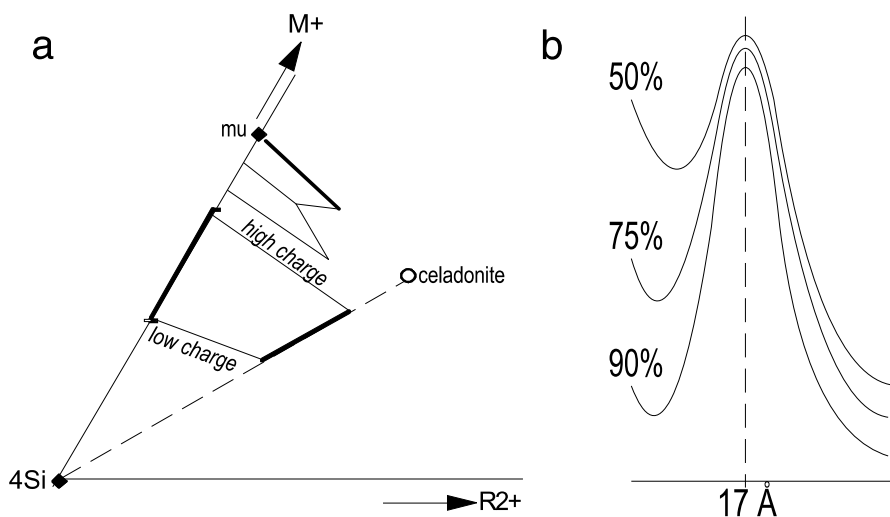 a
M+
mu
high charge
celadonite
low charge
4Si
R2+
b
50%
75%
90%
17 Å